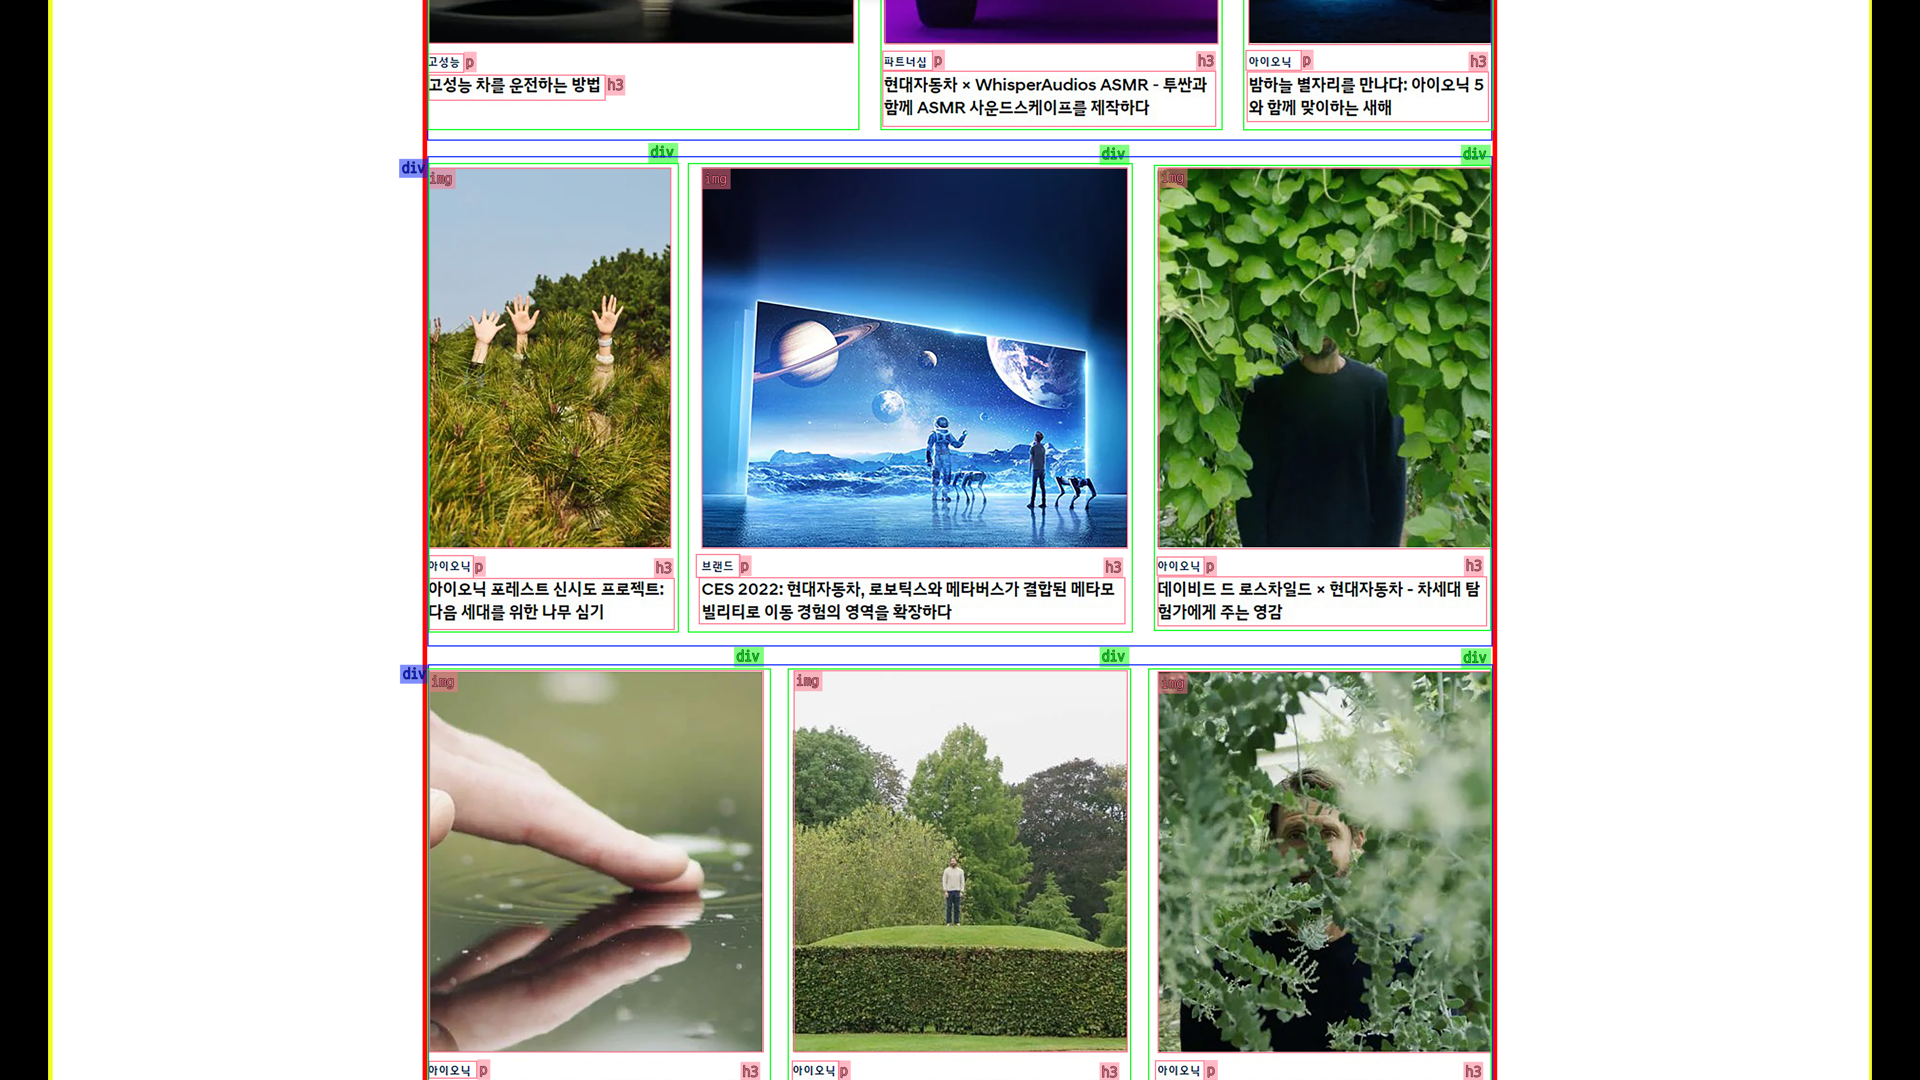 고성능 p
고성능 차를 운전하는 방법 h3
파트너십 p h3
현대자동차 × WhisperAudios ASMR - 투싼과
함께 ASMR 사운드스케이프를 제작하다
아이오닉 p h3
밤하늘 별자리를 만나다: 아이오닉 5
와 함께 맞이하는 새해
div div div
div
img img img
아이오닉 p h3
아이오닉 포레스트 신시도 프로젝트:
다음 세대를 위한 나무 심기
브랜드 p h3
CES 2022: 현대자동차, 로보틱스와 메타버스가 결합된 메타모
빌리티로 이동 경험의 영역을 확장하다
아이오닉 p h3
데이비드 드 로스차일드 × 현대자동차 - 차세대 탐
험가에게 주는 영감
div div div
div
img img img
아이오닉 p h3
아이오닉 p h3
아이오닉 p h3